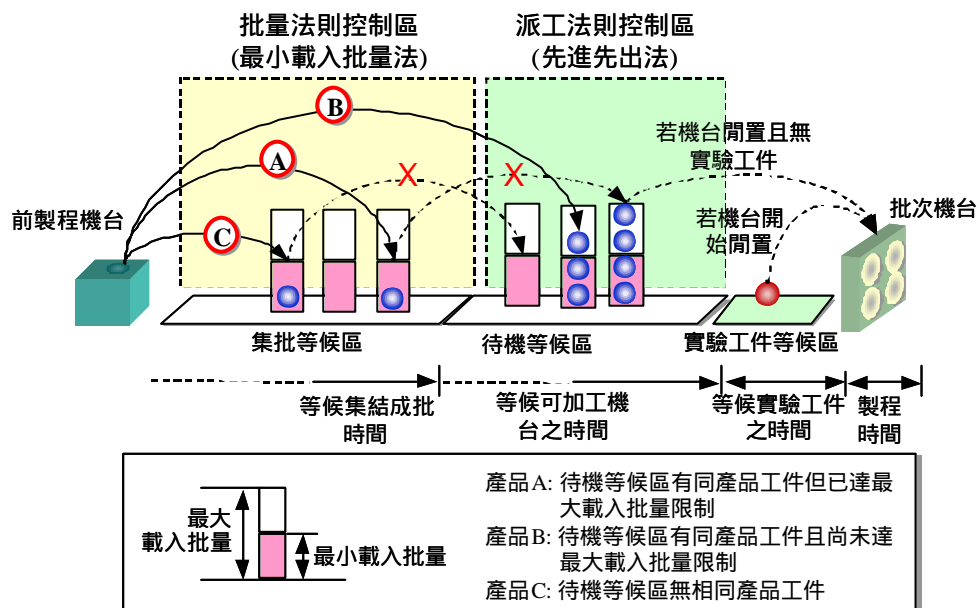 批量法則控制區
(最小載入批量法)
派工法則控制區
(先進先出法)
B
A
C
X
X
前製程機台
若機台閒置且無
實驗工件
若機台開
始閒置
批次機台
集批等候區
待機等候區
實驗工件等候區
等候集結成批
時間
等候可加工機
台之時間
等候實驗工件
之時間
製程
時間
最大
載入批量
最小載入批量
產品A: 待機等候區有同產品工件但已達最
大載入批量限制
產品B: 待機等候區有同產品工件且尚未達
最大載入批量限制
產品C: 待機等候區無相同產品工件